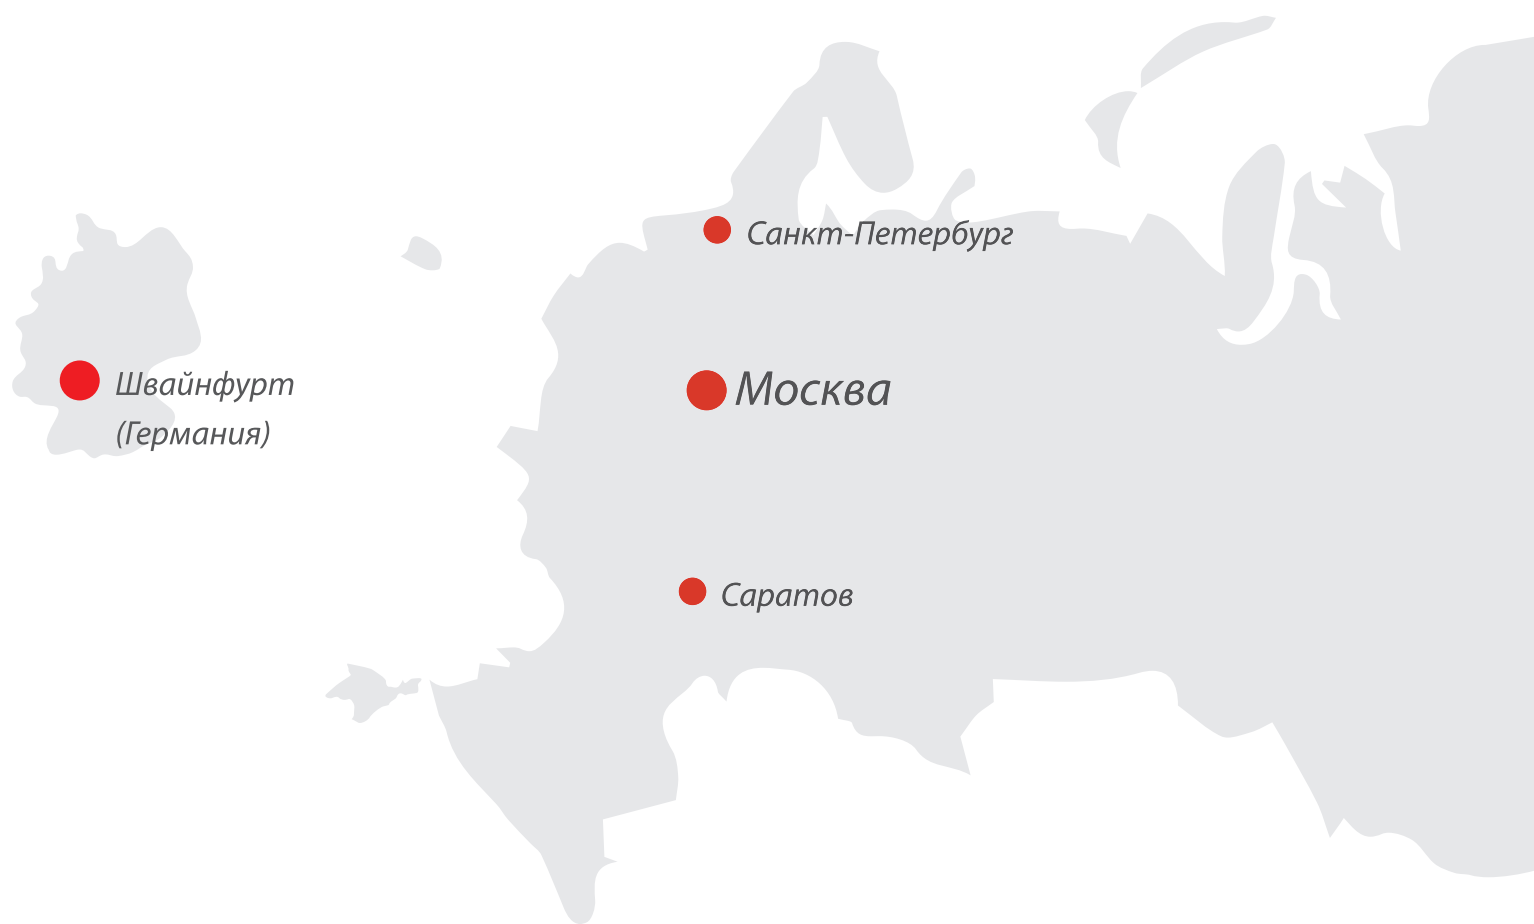 Санкт-Петербург
Швайнфурт
(Германия)
Москва
Саратов